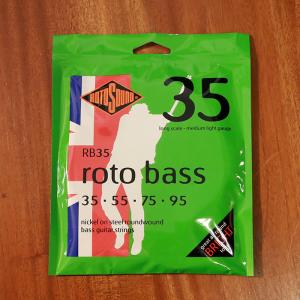 ROTOSOUND
35
long scale - medium light gauge
RB35
roto bass
35 • 55 • 75 • 95
nickel on steel roundwound
bass guitar strings
BRIGHT